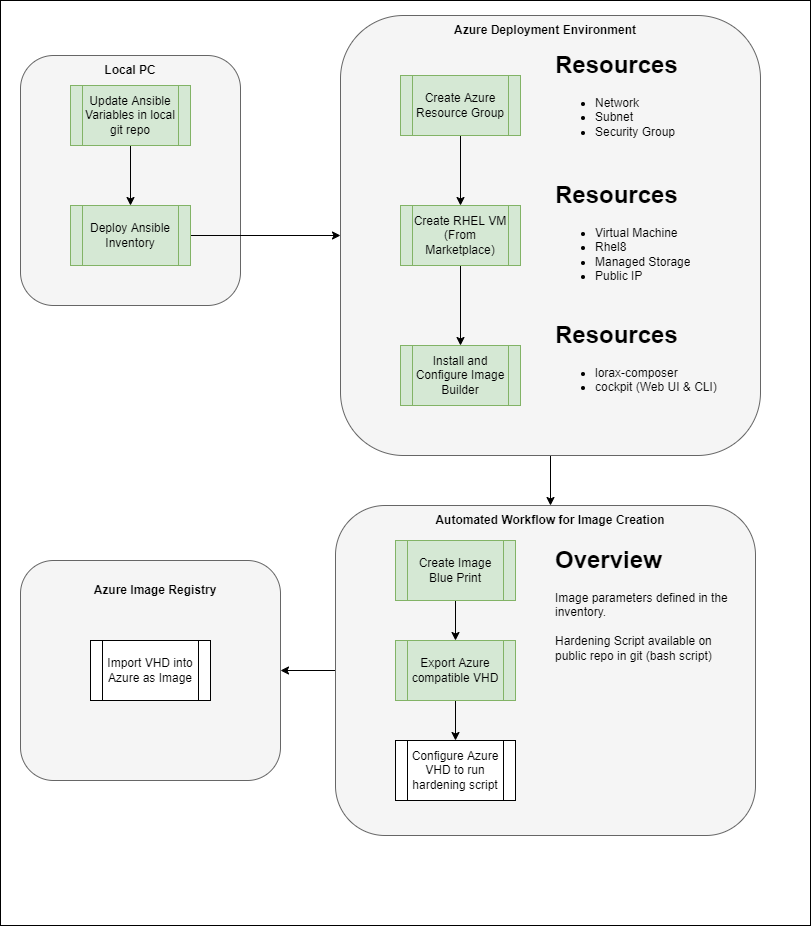 Local PC
Update Ansible
Variables in local
git repo
Deploy Ansible
Inventory
Azure Deployment Environment
Create Azure
Resource Group
Resources
Network
Subnet
Security Group
Create RHEL VM
(From
Marketplace)
Resources
Virtual Machine
Rhel8
Managed Storage
Public IP
Install and
Configure Image
Builder
Resources
lorax-composer
cockpit (Web UI & CLI)
Automated Workflow for Image Creation
Create Image
Blue Print
Export Azure
compatible VHD
Configure Azure
VHD to run
hardening script
Overview
Image parameters defined in the
inventory.
Hardening Script available on
public repo in git (bash script)
Azure Image Registry
Import VHD into
Azure as Image